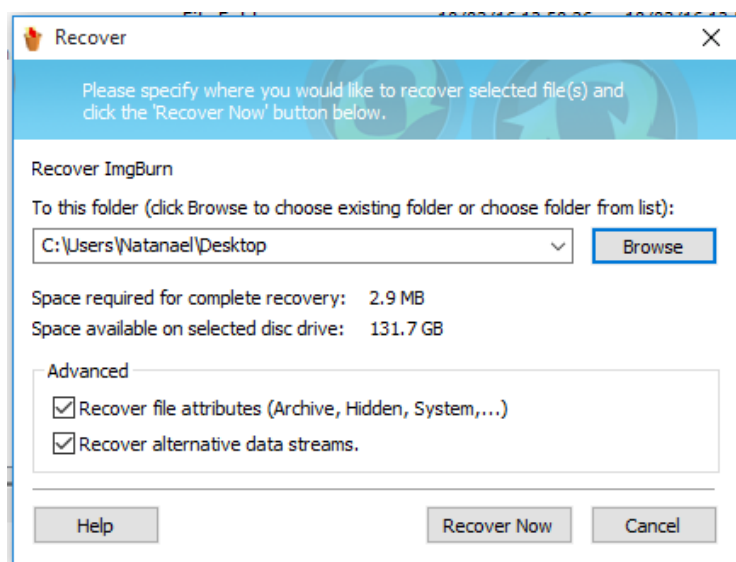 Recover
Please specify where you would like to recover selected file(s) and
click the 'Recover Now' button below.
Recover ImgBurn
To this folder (click Browse to choose existing folder or choose folder from list):
C:\Users\Natanael\Desktop
Browse
Space required for complete recovery: 2.9 MB
Space available on selected disc drive: 131.7 GB
Advanced
Recover file attributes (Archive, Hidden, System,...)
Recover alternative data streams.
Help
Recover Now
Cancel